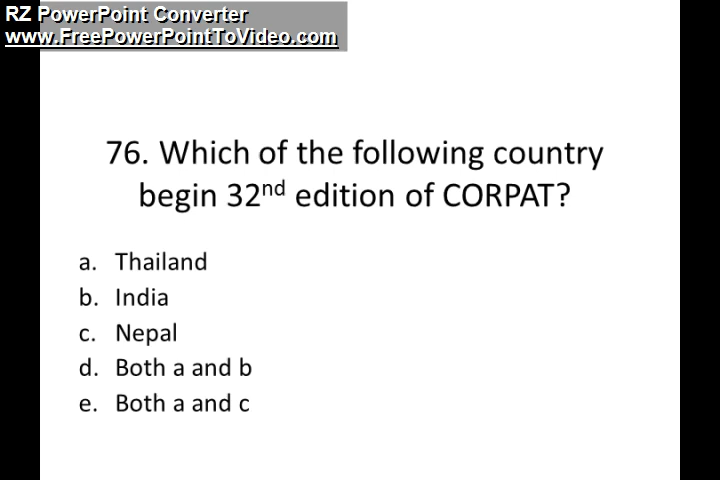 RZ PowerPoint Converter
www.FreePowerPointToVideo.com
76. Which of the following country
begin 32nd edition of CORPAT?
a. Thailand
b. India
c. Nepal
d. Both a and b
e. Both a and c